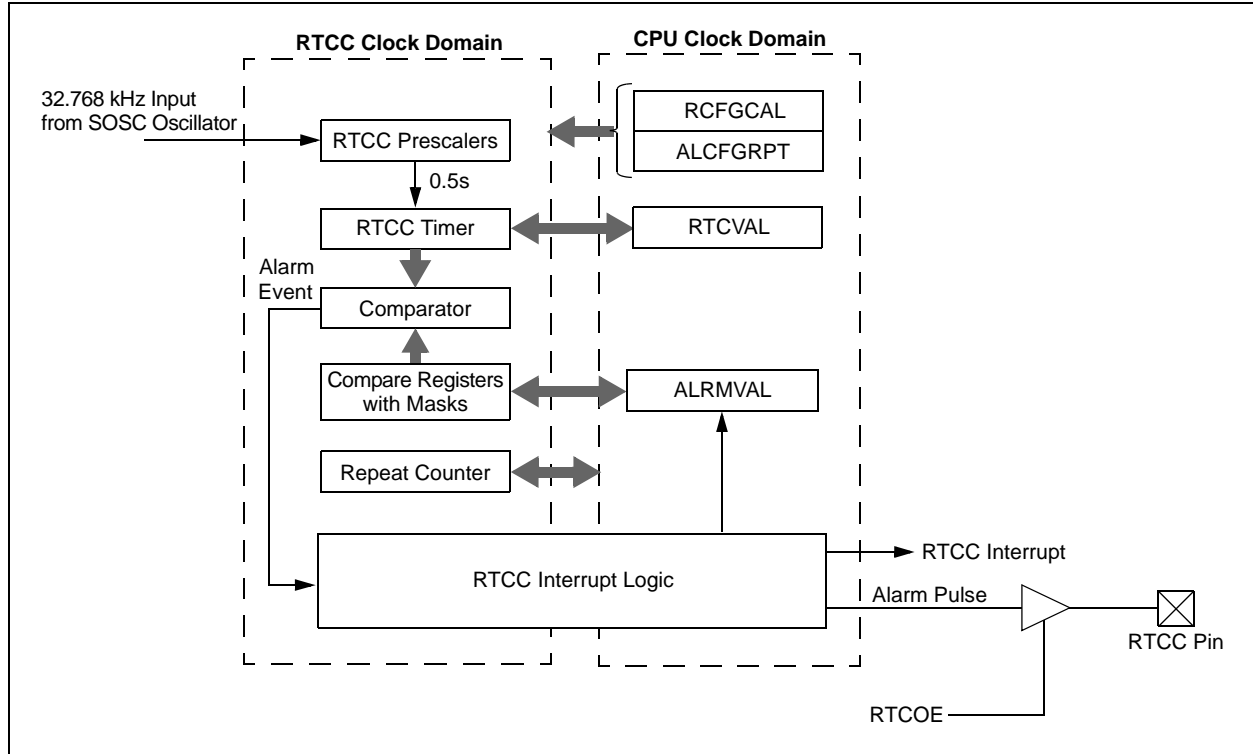 RTCC Clock Domain
CPU Clock Domain
32.768 kHz Input
from SOSC Oscillator
RCFGCAL
ALCFGRPT
RTCC Prescalers
0.5s
RTCC Timer
RTCVAL
Alarm
Event
Comparator
Compare Registers
with Masks
ALRMVAL
Repeat Counter
RTCC Interrupt Logic
RTCC Interrupt
Alarm Pulse
RTCC Pin
RTCOE